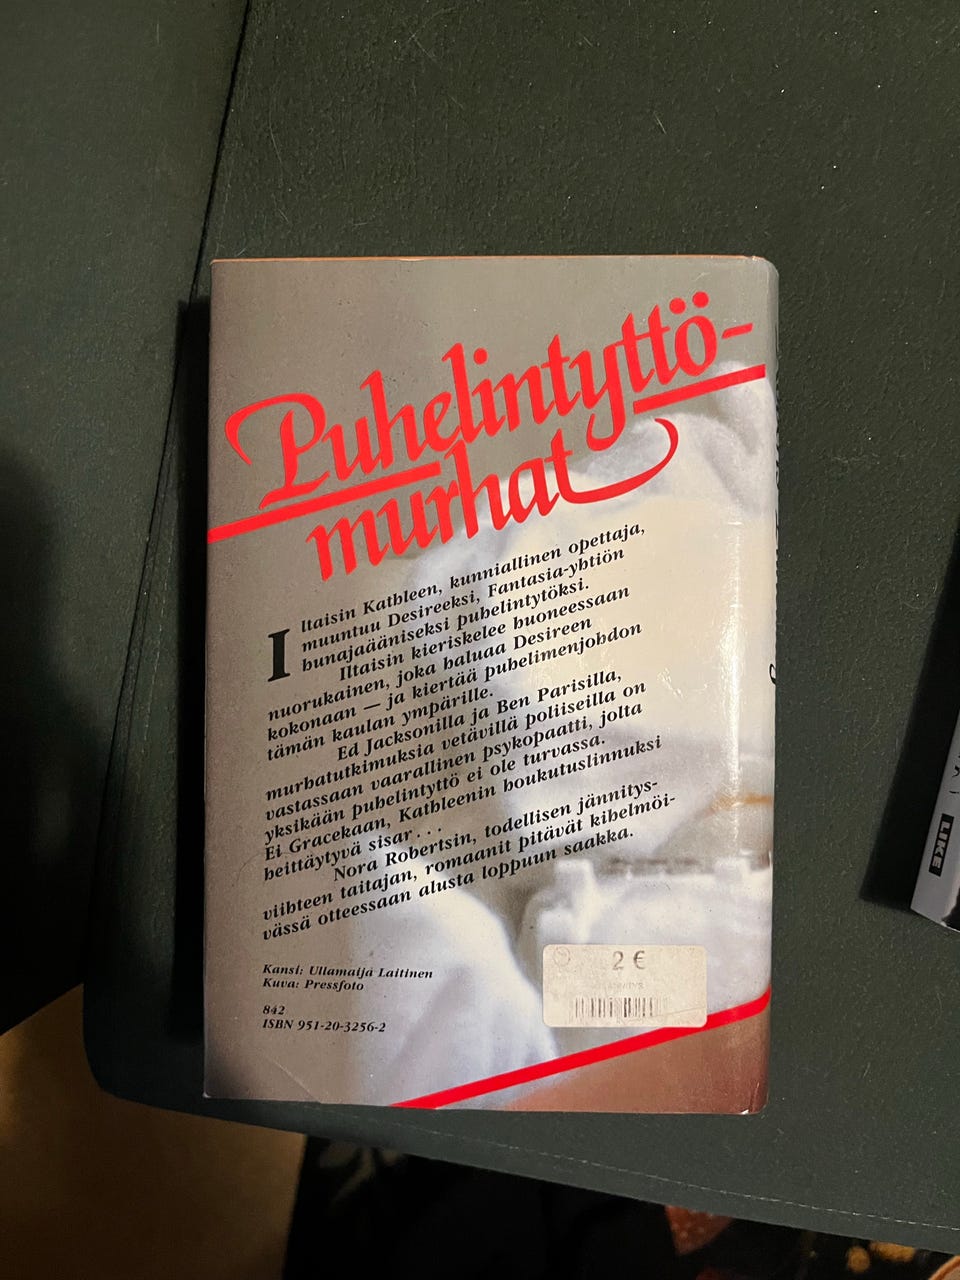 Puhelintyttö-
murhat
Iltaisin Kathleen, kunniallinen opettaja,
muuntuu Desireeksi, Fantasia-yhtiön
hunajaääniseksi puhelintytöksi.
Iltaisin kieriskelee huoneessaan
nuorukainen, joka haluaa Desireen
kokonaan — ja kiertää puhelimenjohdon
tämän kaulan ympärille.
Ed Jacksonilla ja Ben Parisilla,
murhatutkimuksia vetävillä poliiseilla on
vastassaan vaarallinen psykopaatti, jolta
yksikään puhelintyttö ei ole turvassa.
Ei Gracekaan, Kathleenin houkutuslinnuksi
heittäytyvä sisar . . .
Nora Robertsin, todellisen jännitys-
viihteen taitajan, romaanit pitävät kihelmöi-
vässä otteessaan alusta loppuun saakka.
Kansi: Ullamaija Laitinen
Kuva: Pressfoto
842
ISBN 951-20-3256-2
2 €
LIKE